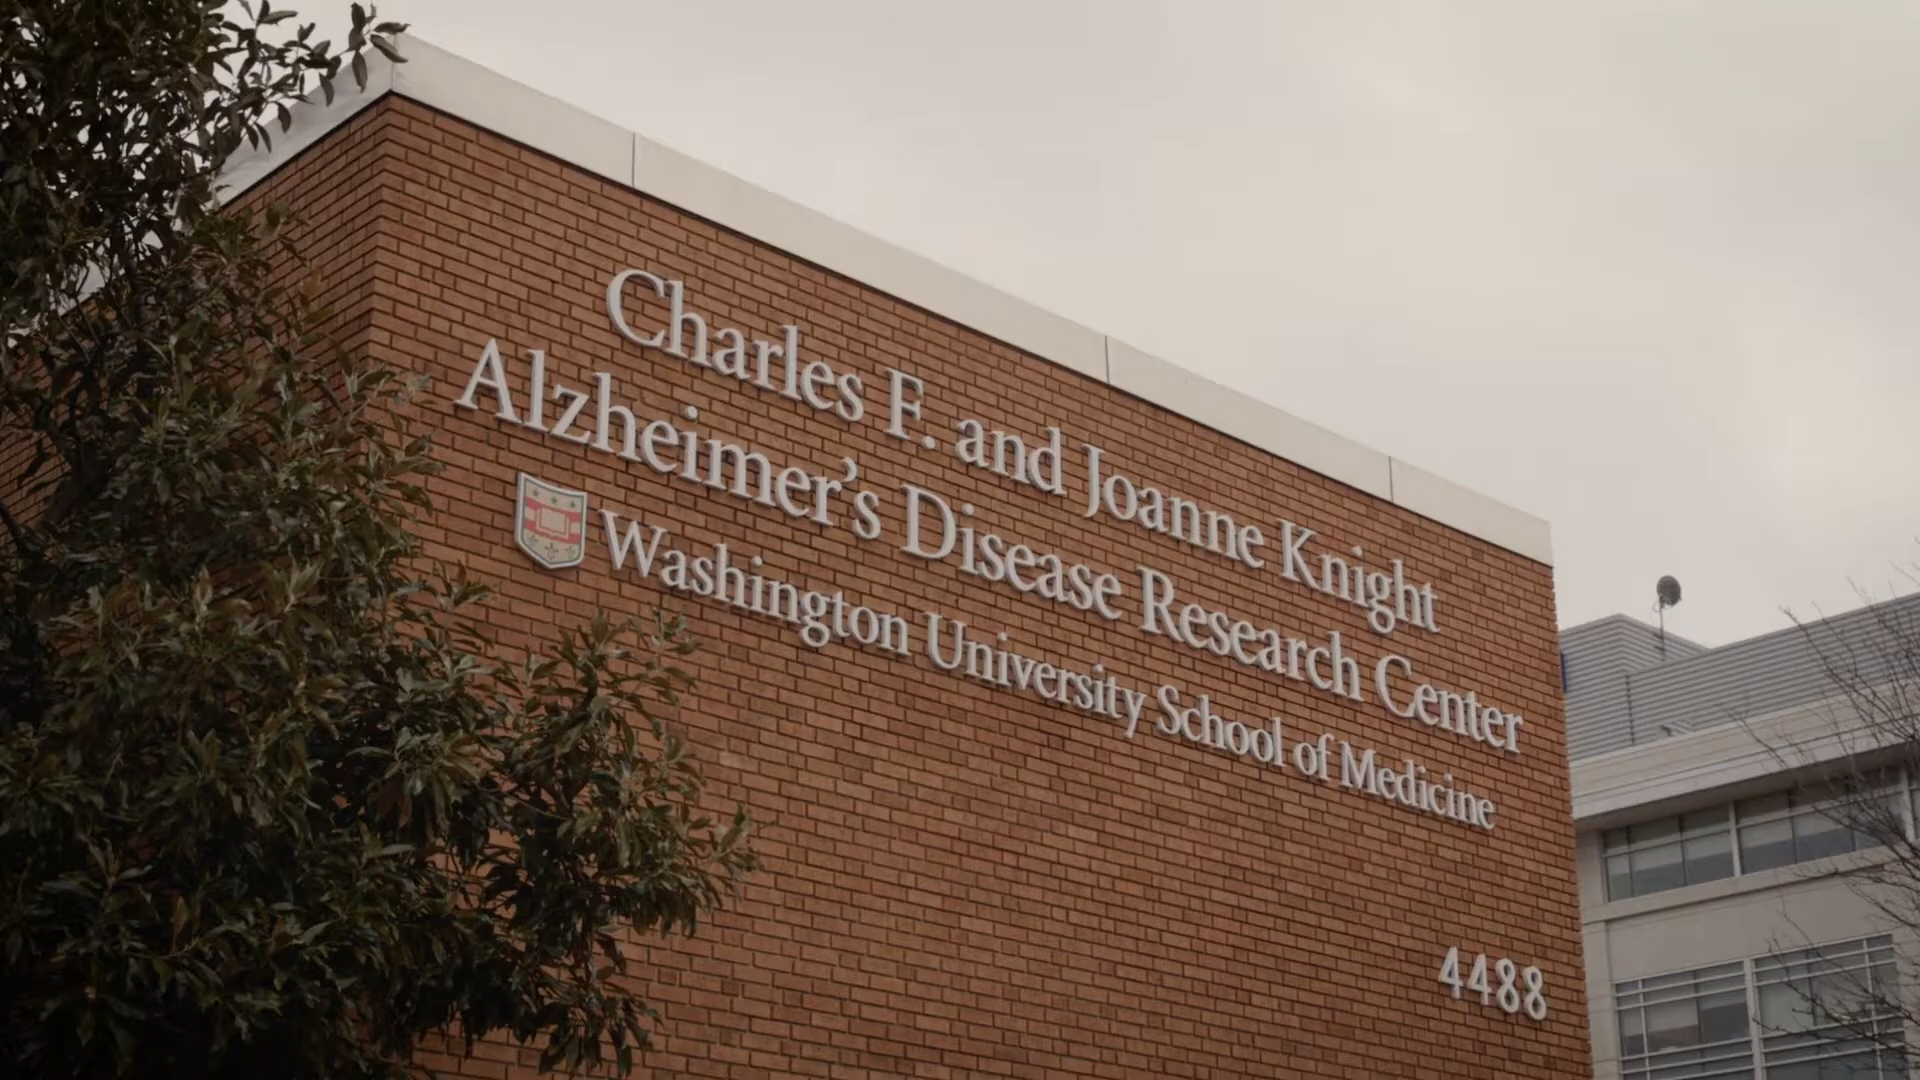 Charles F. and Joanne Knight
Alzheimer’s Disease Research Center
Washington University School of Medicine
4488